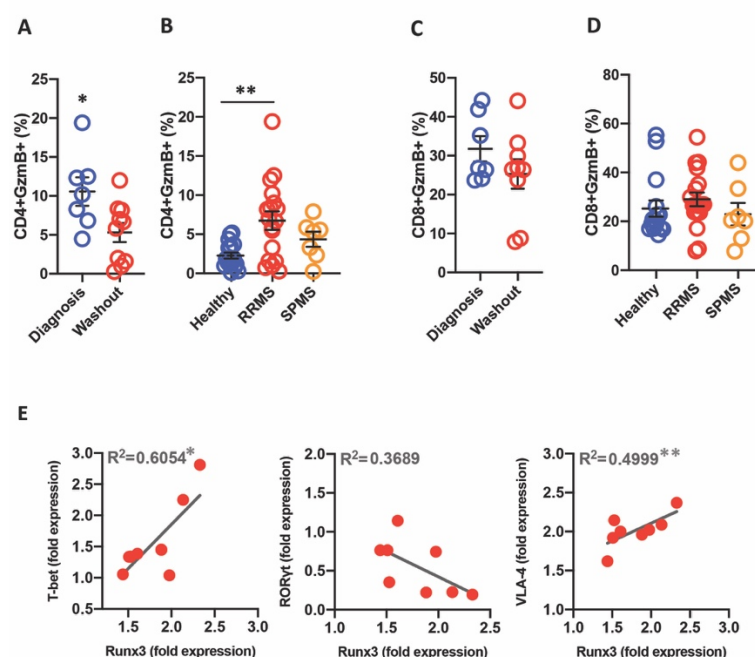 A
B
C
D
*
**
CD4+GzmB+ (%)
25
20
15
10
5
0
Diagnosis
Washout
CD4+GzmB+ (%)
25
20
15
10
5
0
Healthy
RRMS
SPMS
CD8+GzmB+ (%)
50
40
30
20
10
0
Diagnosis
Washout
CD8+GzmB+ (%)
80
60
40
20
0
Healthy
RRMS
SPMS
E
R²=0.6054*
T-bet (fold expression)
3.0
2.5
2.0
1.5
1.0
0.5
1.5 2.0 2.5 3.0
Runx3 (fold expression)
R²=0.3689
RORγt (fold expression)
2.0
1.5
1.0
0.5
0.0
1.0 1.5 2.0 2.5
Runx3 (fold expression)
R²=0.4999**
VLA-4 (fold expression)
3.0
2.5
2.0
1.5
1.0
1.0 1.5 2.0 2.5 3.0
Runx3 (fold expression)